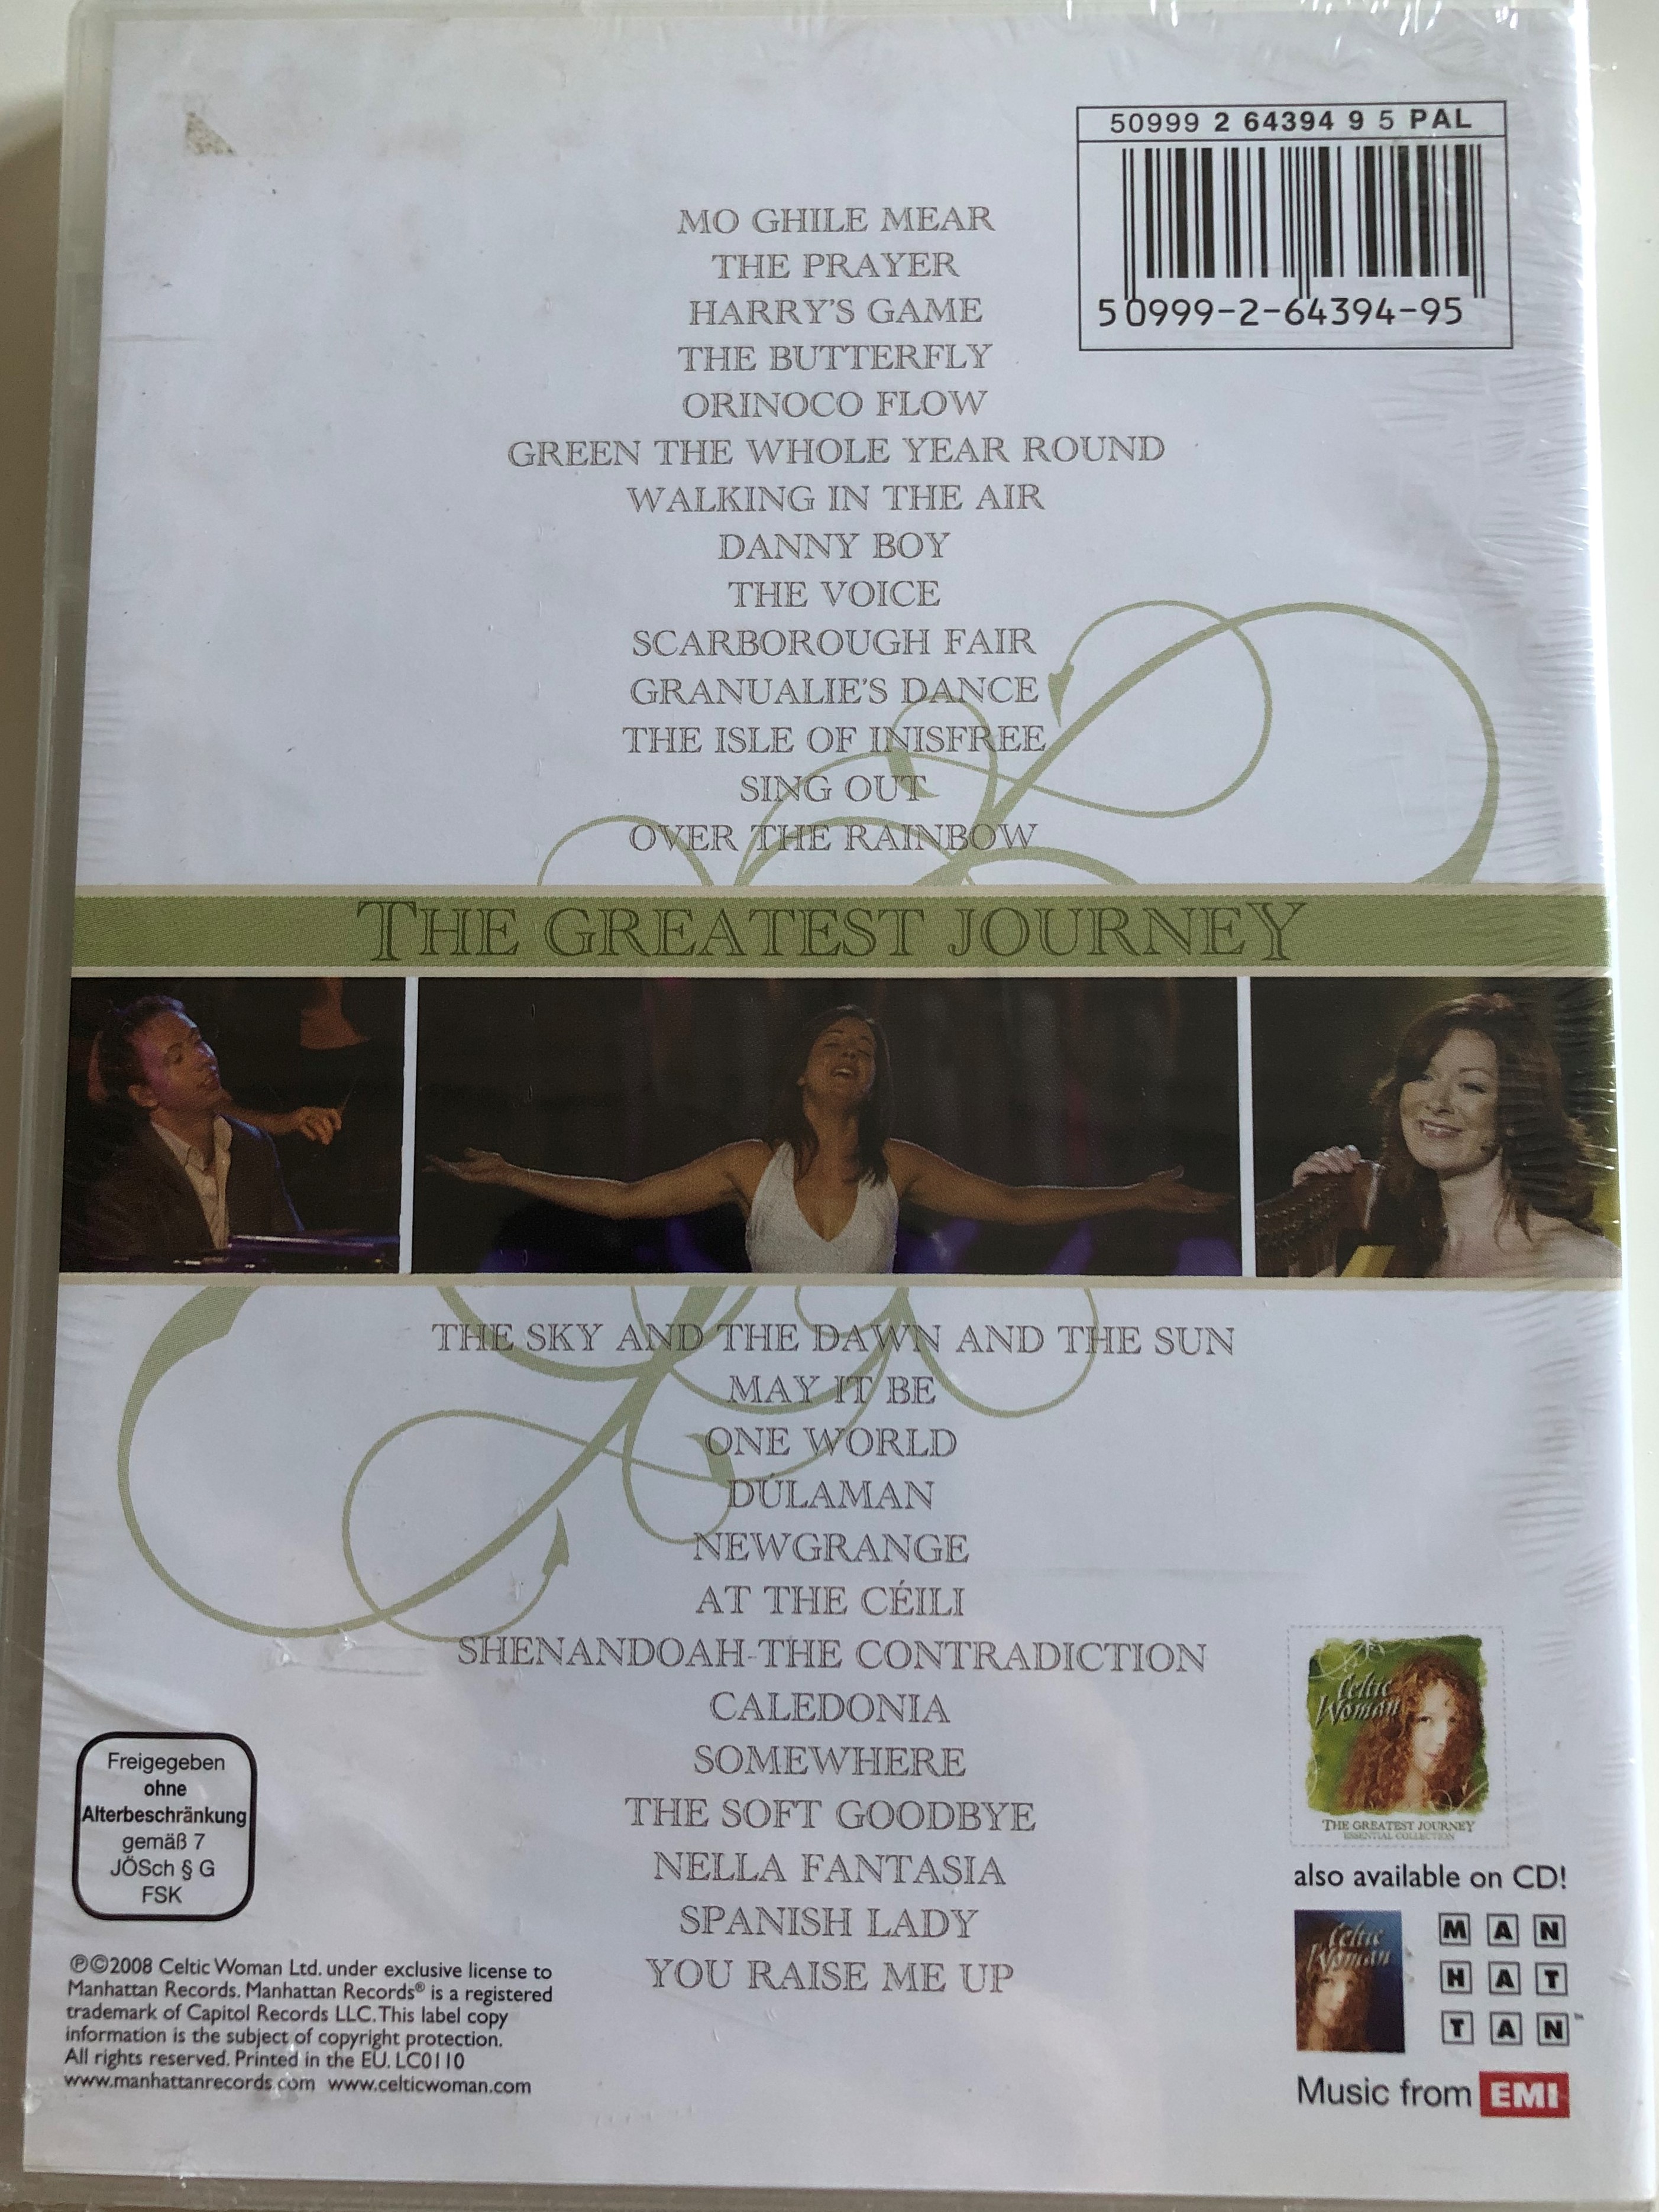 50999 2 64394 9 5 PAL
50999-2-64394-95
MO GHILE MEAR
THE PRAYER
HARRY'S GAME
THE BUTTERFLY
ORINOCO FLOW
GREEN THE WHOLE YEAR ROUND
WALKING IN THE AIR
DANNY BOY
THE VOICE
SCARBOROUGH FAIR
GRANUALIE'S DANCE
THE ISLE OF INISFREE
SING OUT
OVER THE RAINBOW
THE GREATEST JOURNEY
THE SKY AND THE DAWN AND THE SUN
MAY IT BE
ONE WORLD
DÚLAMAN
NEWGRANGE
AT THE CÉILI
SHENANDOAH-THE CONTRADICTION
CALEDONIA
SOMEWHERE
THE SOFT GOODBYE
NELLA FANTASIA
SPANISH LADY
YOU RAISE ME UP
Freigegeben
ohne
Alterbeschränkung
gemäß 7
JÖSch § G
FSK
℗©2008 Celtic Woman Ltd. under exclusive license to
Manhattan Records. Manhattan Records® is a registered
trademark of Capitol Records LLC. This label copy
information is the subject of copyright protection.
All rights reserved. Printed in the EU. LC0110
www.manhattanrecords.com www.celticwoman.com
Celtic
Woman
THE GREATEST JOURNEY
ESSENTIAL COLLECTION
also available on CD!
Celtic
Woman
MAN
HAT
TAN™
Music from EMI